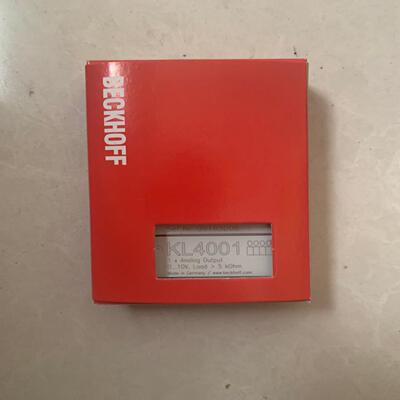 BECKHOFF
KL4001
1 x Analog Output
0...10V, Load > 5 kOhm
Made in Germany / www.beckhoff.com